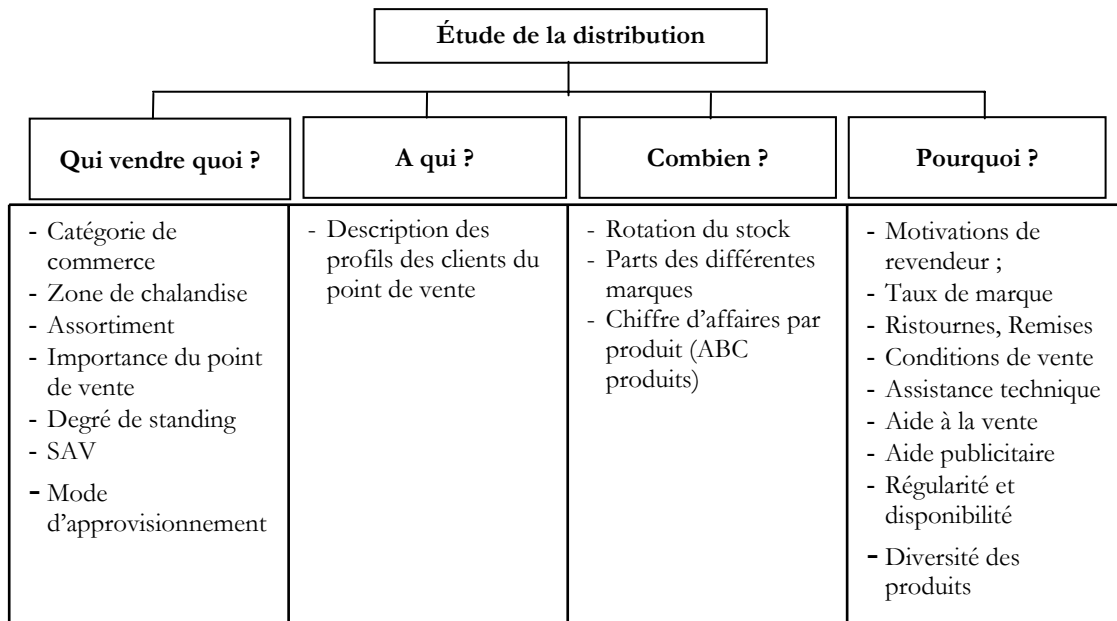 Étude de la distribution
Qui vendre quoi ?
A qui ?
Combien ?
Pourquoi ?
- Catégorie de
commerce
- Zone de chalandise
- Assortiment
- Importance du point
de vente
- Degré de standing
- SAV
- Mode
d’approvisionnement
- Description des
profils des clients du
point de vente
- Rotation du stock
- Parts des différentes
marques
- Chiffre d’affaires par
produit (ABC
produits)
- Motivations de
revendeur ;
- Taux de marque
- Ristournes, Remises
- Conditions de vente
- Assistance technique
- Aide à la vente
- Aide publicitaire
- Régularité et
disponibilité
- Diversité des
produits